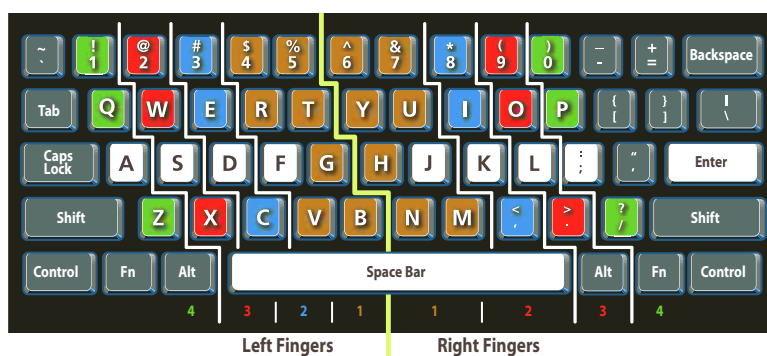 ~ ! @ # $ % ^ & * ( ) _ + Backspace
` 1 2 3 4 5 6 7 8 9 0 - =
Tab Q W E R T Y U I O P { [ } ] | \
Caps Lock A S D F G H J K L : ; " ' Enter
Shift Z X C V B N M < , > . ? / Shift
Control Fn Alt Space Bar Alt Fn Control
4 3 2 1 1 2 3 4
Left Fingers Right Fingers